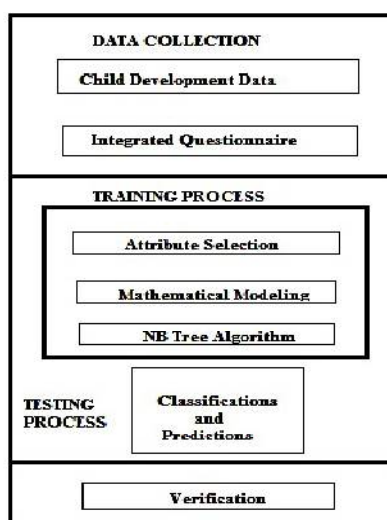 DATA COLLECTION
Child Development Data
Integrated Questionnaire
TRAINING PROCESS
Attribute Selection
Mathematical Modeling
NB Tree Algorithm
TESTING
PROCESS
Classifications
and
Predictions
Verification